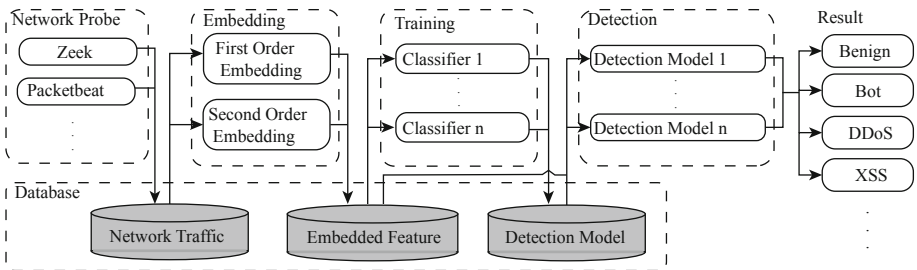 Network Probe
Zeek
Packetbeat
Embedding
First Order
Embedding
Second Order
Embedding
Training
Classifier 1
Classifier n
Detection
Detection Model 1
Detection Model n
Result
Benign
Bot
DDoS
XSS
Database
Network Traffic
Embedded Feature
Detection Model